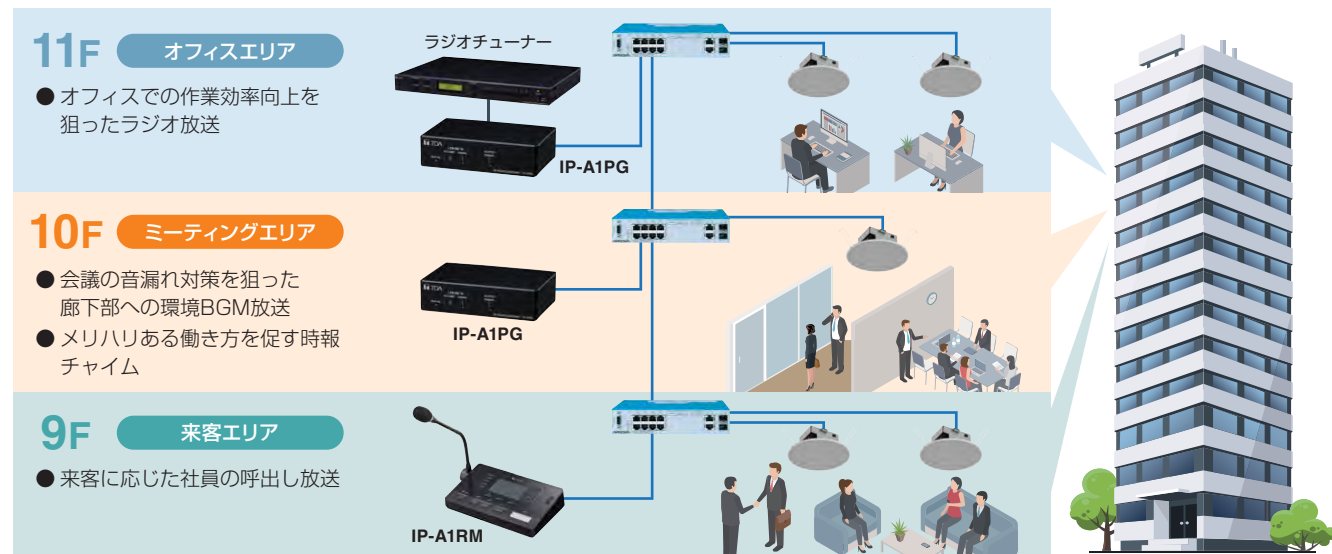 11F オフィスエリア
● オフィスでの作業効率向上を
狙ったラジオ放送
ラジオチューナー
TOA
IP-A1PG
10F ミーティングエリア
● 会議の音漏れ対策を狙った
廊下部への環境BGM放送
● メリハリある働き方を促す時報
チャイム
TOA
IP-A1PG
9F 来客エリア
● 来客に応じた社員の呼出し放送
IP-A1RM